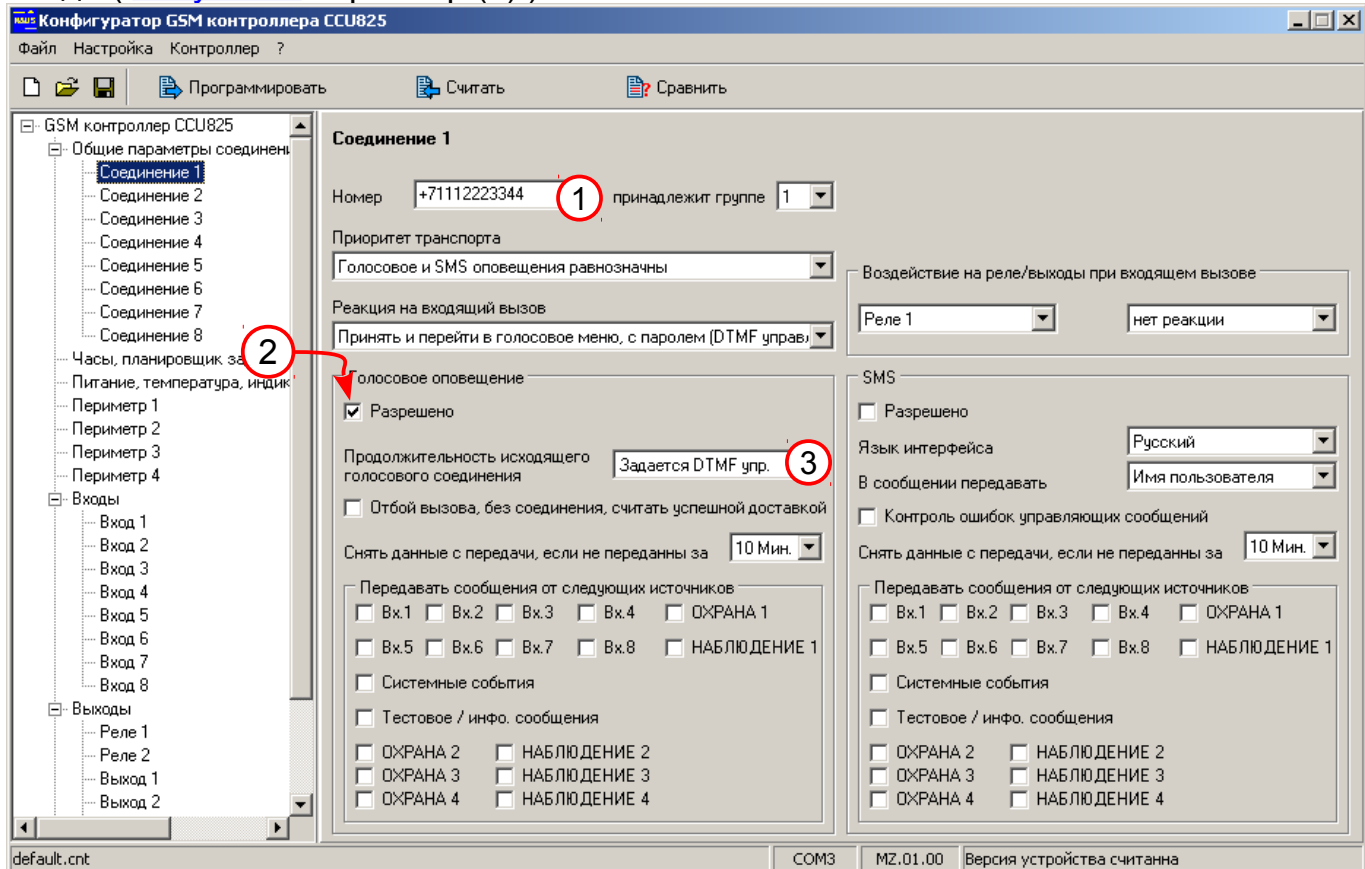 Конфигуратор GSM контроллера CCU825
Файл Настройка Контроллер ?
Программировать Считать Сравнить
GSM контроллер CCU825
Общие параметры соединени
Соединение 1
Соединение 2
Соединение 3
Соединение 4
Соединение 5
Соединение 6
Соединение 7
Соединение 8
Часы, планировщик за
Питание, температура, индик
Периметр 1
Периметр 2
Периметр 3
Периметр 4
Входы
Вход 1
Вход 2
Вход 3
Вход 4
Вход 5
Вход 6
Вход 7
Вход 8
Выходы
Реле 1
Реле 2
Выход 1
Выход 2
2
Соединение 1
Номер +71112223344 1 принадлежит группе 1
Приоритет транспорта
Голосовое и SMS оповещения равнозначны
Реакция на входящий вызов
Принять и перейти в голосовое меню, с паролем (DTMF управл
Воздействие на реле/выходы при входящем вызове
Реле 1 нет реакции
Голосовое оповещение
Разрешено
Продолжительность исходящего
голосового соединения
Задается DTMF упр. 3
Отбой вызова, без соединения, считать успешной доставкой
Снять данные с передачи, если не переданны за 10 Мин.
Передавать сообщения от следующих источников
Вх.1 Вх.2 Вх.3 Вх.4 ОХРАНА 1
Вх.5 Вх.6 Вх.7 Вх.8 НАБЛЮДЕНИЕ 1
Системные события
Тестовое / инфо. сообщения
ОХРАНА 2 НАБЛЮДЕНИЕ 2
ОХРАНА 3 НАБЛЮДЕНИЕ 3
ОХРАНА 4 НАБЛЮДЕНИЕ 4
SMS
Разрешено
Язык интерфейса Русский
В сообщении передавать Имя пользователя
Контроль ошибок управляющих сообщений
Снять данные с передачи, если не переданны за 10 Мин.
Передавать сообщения от следующих источников
Вх.1 Вх.2 Вх.3 Вх.4 ОХРАНА 1
Вх.5 Вх.6 Вх.7 Вх.8 НАБЛЮДЕНИЕ 1
Системные события
Тестовое / инфо. сообщения
ОХРАНА 2 НАБЛЮДЕНИЕ 2
ОХРАНА 3 НАБЛЮДЕНИЕ 3
ОХРАНА 4 НАБЛЮДЕНИЕ 4
default.cnt COM3 MZ.01.00 Версия устройства считанна